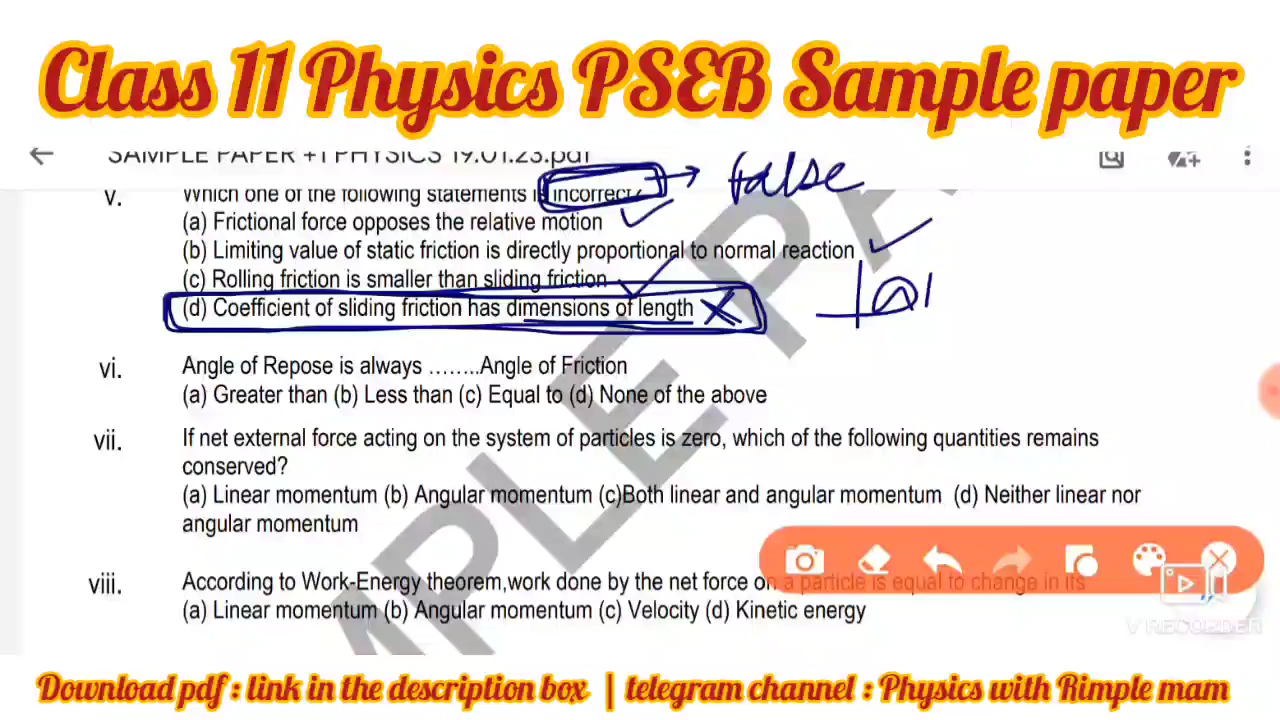 Class 11 Physics PSEB Sample paper
SAMPLE PAPER +1 PHYSICS 19.01.23.pdf
v. Which one of the following statements is incorrect? → False
(a) Frictional force opposes the relative motion
(b) Limiting value of static friction is directly proportional to normal reaction
(c) Rolling friction is smaller than sliding friction
(d) Coefficient of sliding friction has dimensions of length
vi. Angle of Repose is always ........Angle of Friction
(a) Greater than (b) Less than (c) Equal to (d) None of the above
vii. If net external force acting on the system of particles is zero, which of the following quantities remains
conserved?
(a) Linear momentum (b) Angular momentum (c)Both linear and angular momentum (d) Neither linear nor
angular momentum
viii. According to Work-Energy theorem,work done by the net force on a particle is equal to change in its
(a) Linear momentum (b) Angular momentum (c) Velocity (d) Kinetic energy
V RECORDER
MPLE PA
Download pdf : link in the description box | telegram channel : Physics with Rimple mam